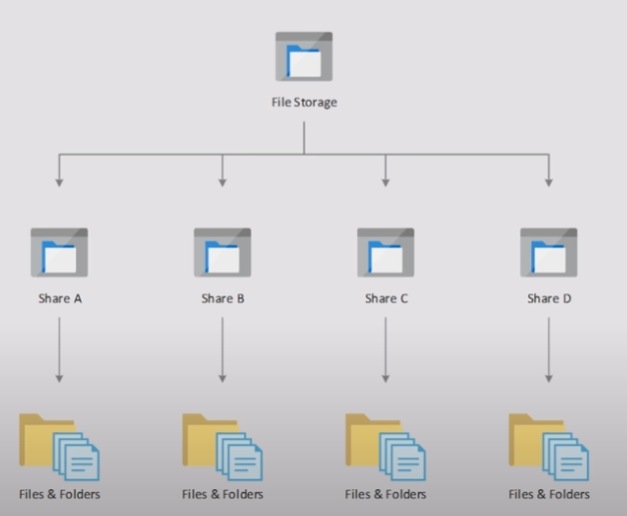 File Storage
Share A
Share B
Share C
Share D
Files & Folders
Files & Folders
Files & Folders
Files & Folders